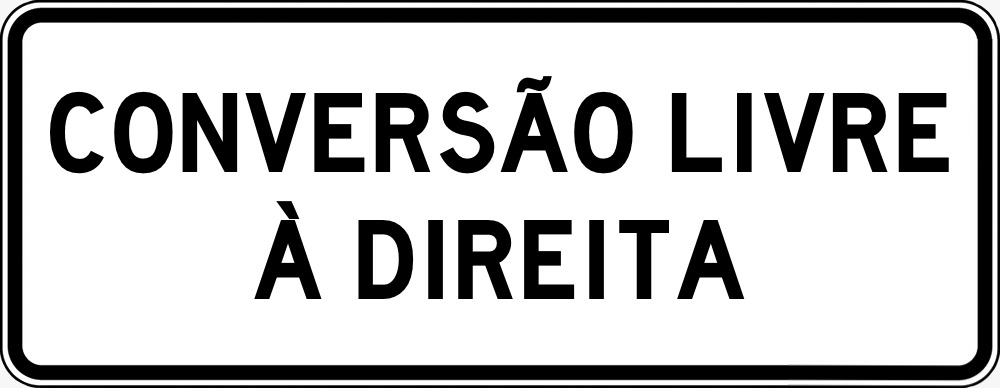 CONVERSÃO LIVRE
À DIREITA